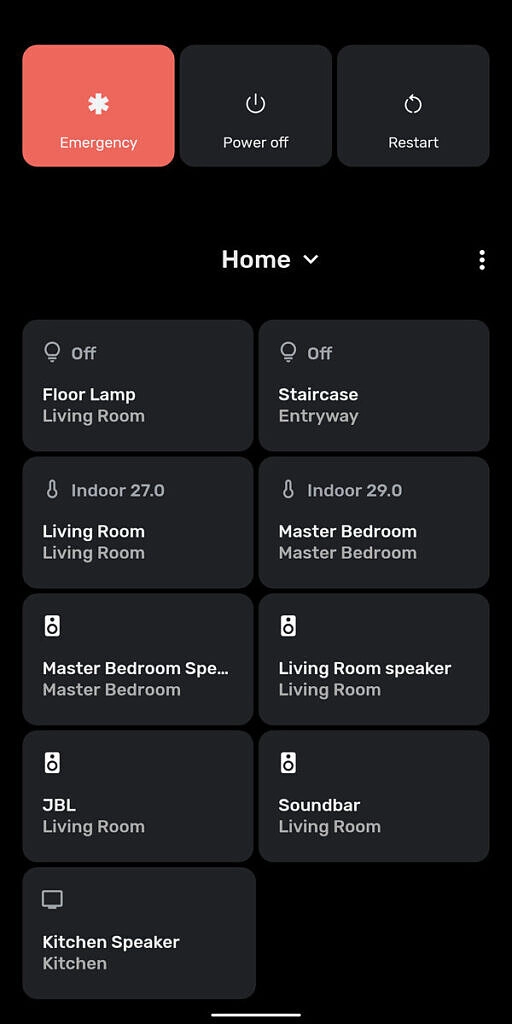 Emergency
Power off
Restart
Home
Off
Floor Lamp
Living Room
Off
Staircase
Entryway
Indoor 27.0
Living Room
Living Room
Indoor 29.0
Master Bedroom
Master Bedroom
Master Bedroom Spe...
Master Bedroom
Living Room speaker
Living Room
JBL
Living Room
Soundbar
Living Room
Kitchen Speaker
Kitchen